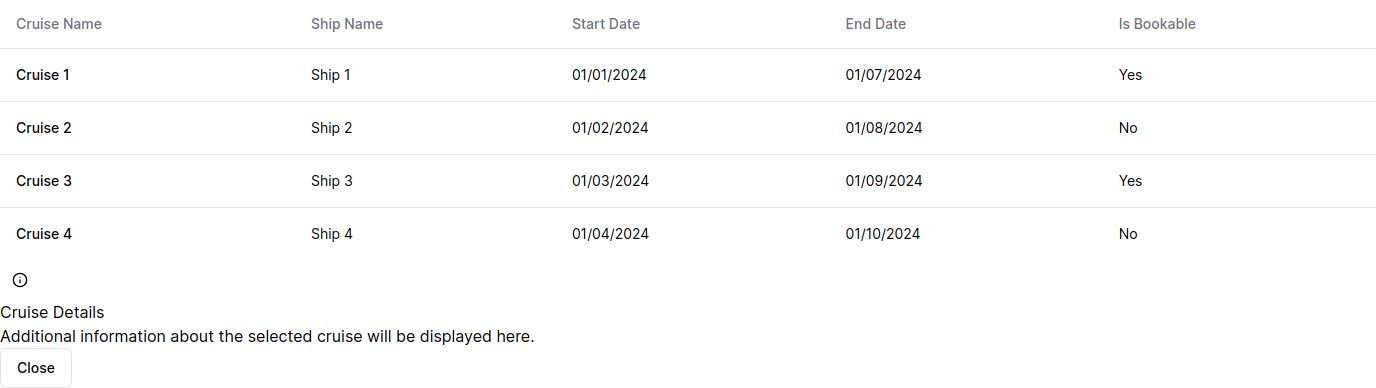 Cruise Name Ship Name Start Date End Date Is Bookable
Cruise 1 Ship 1 01/01/2024 01/07/2024 Yes
Cruise 2 Ship 2 01/02/2024 01/08/2024 No
Cruise 3 Ship 3 01/03/2024 01/09/2024 Yes
Cruise 4 Ship 4 01/04/2024 01/10/2024 No
Cruise Details
Additional information about the selected cruise will be displayed here.
Close